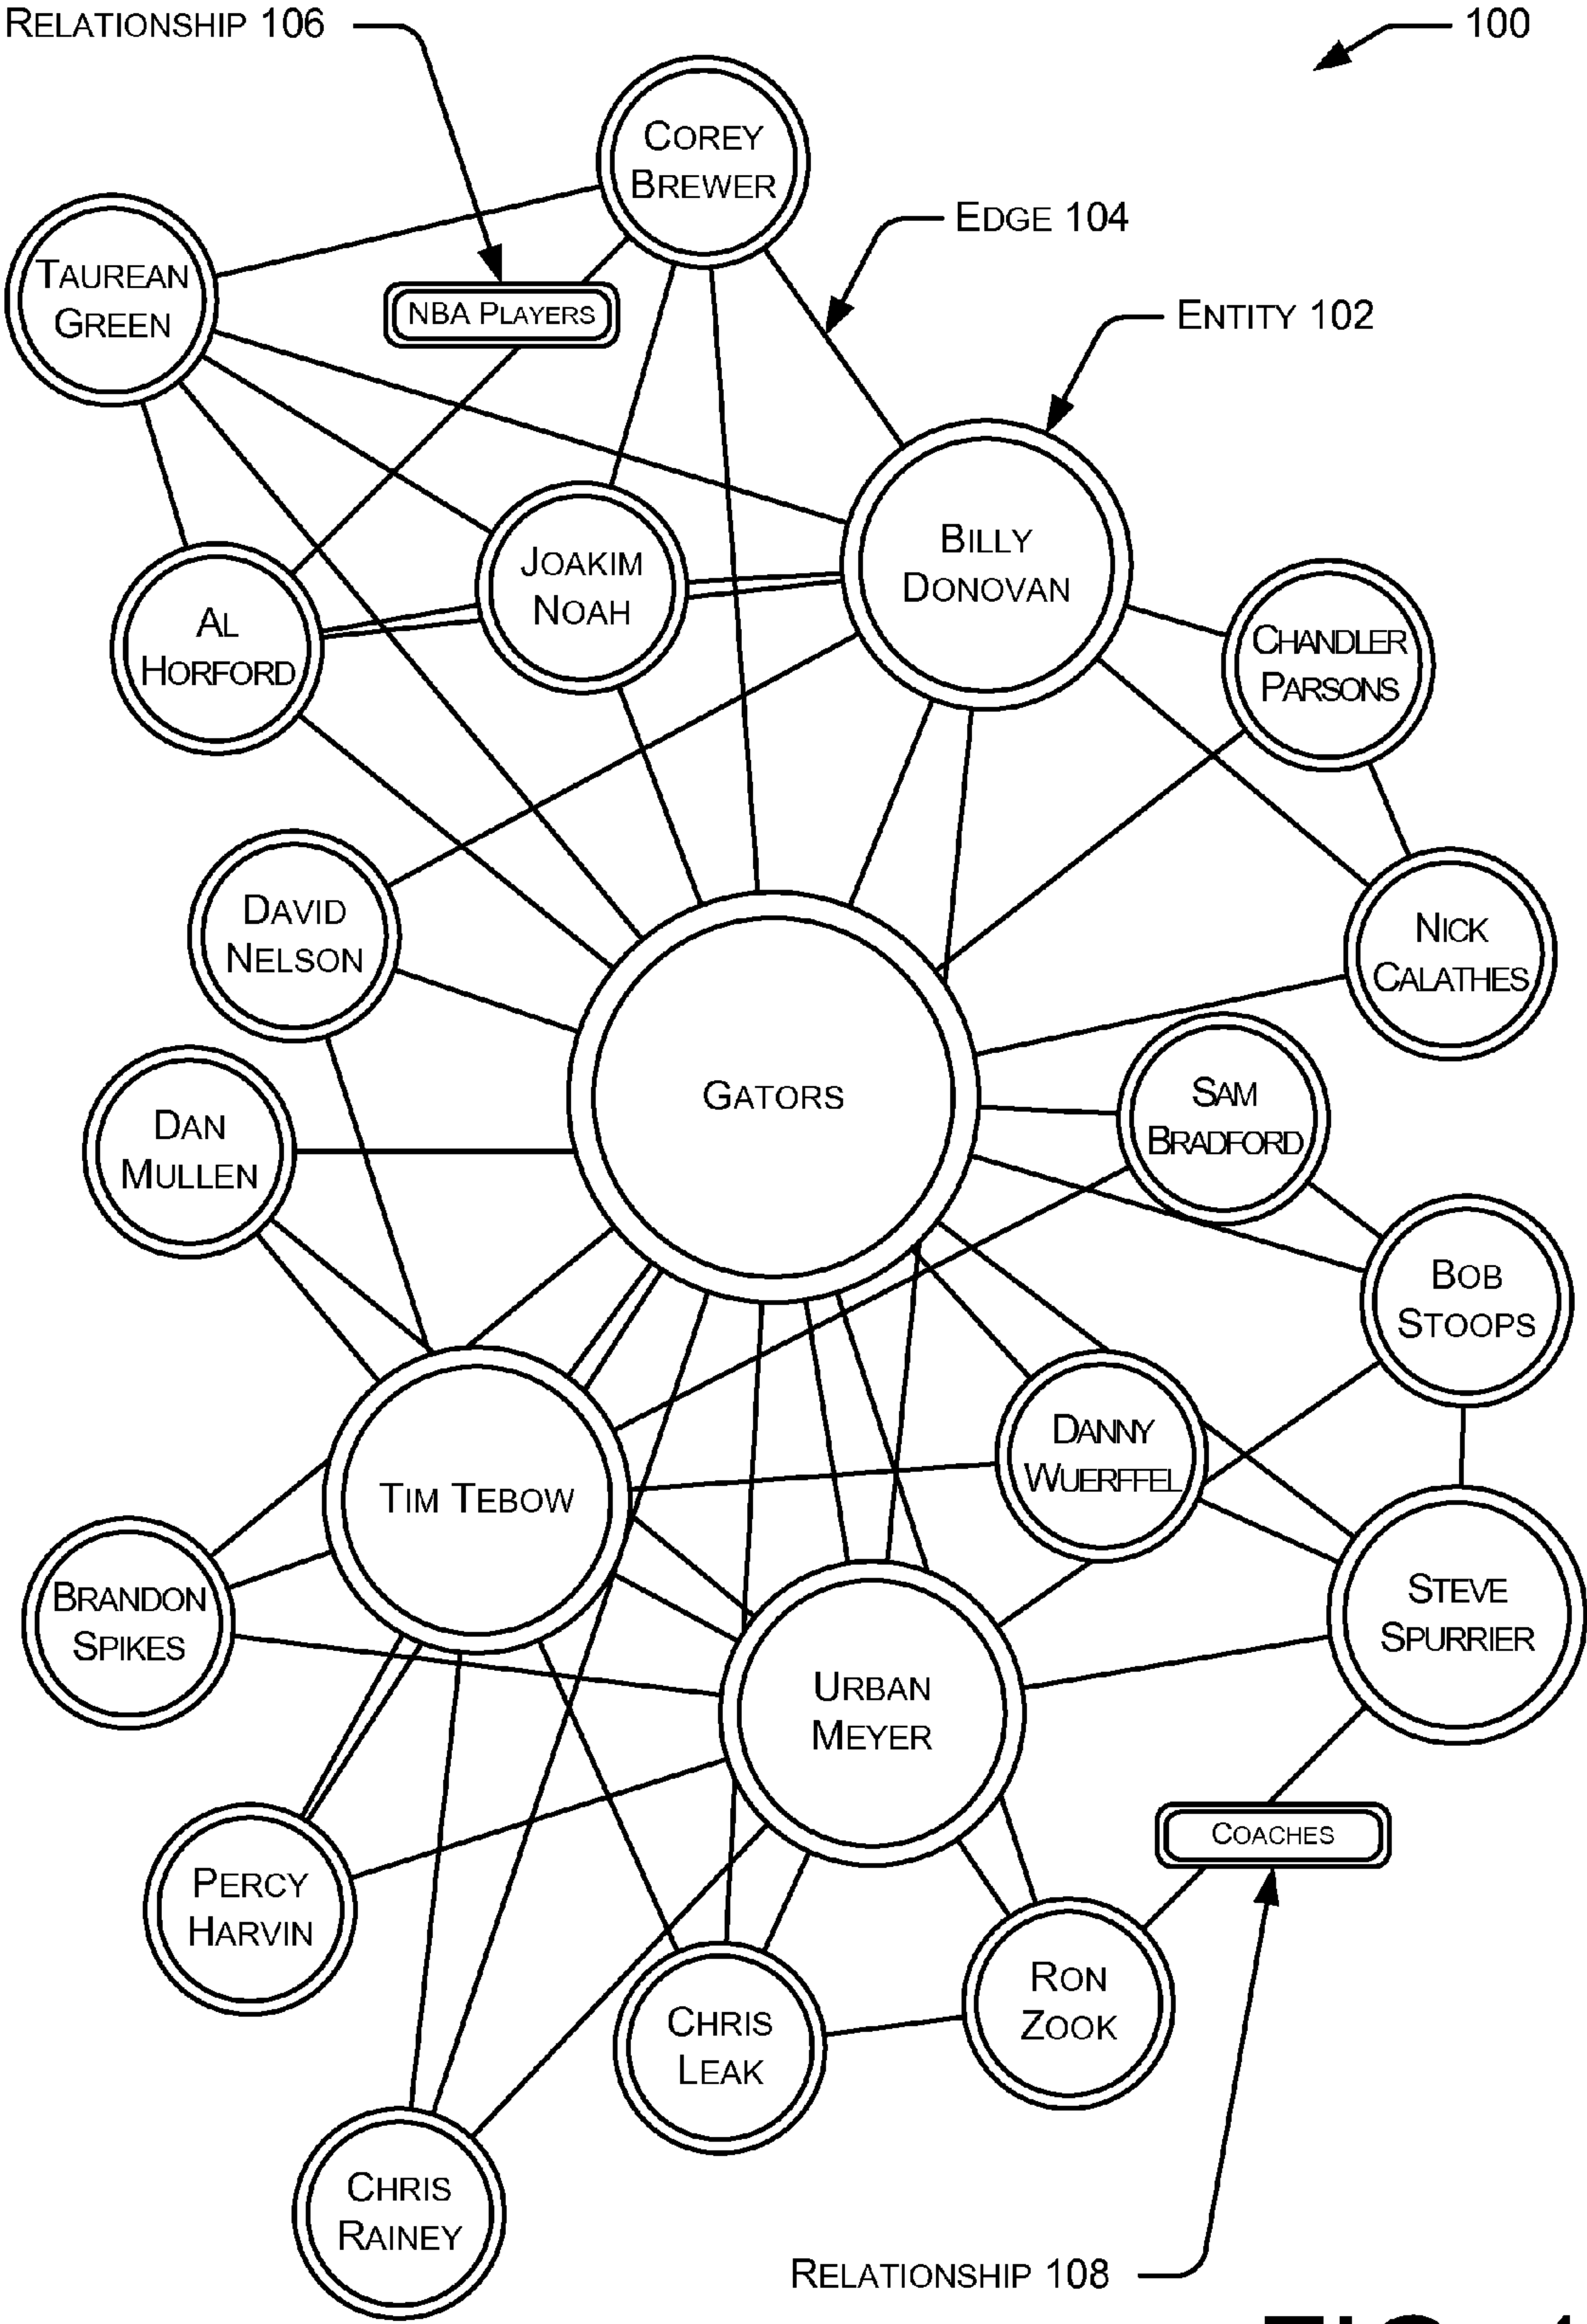 RELATIONSHIP 106
100
COREY
BREWER
EDGE 104
TAUREAN
GREEN
NBA PLAYERS
ENTITY 102
BILLY
DONOVAN
JOAKIM
NOAH
AL
HORFORD
CHANDLER
PARSONS
DAVID
NELSON
NICK
CALATHES
GATORS
SAM
BRADFORD
DAN
MULLEN
BOB
STOOPS
DANNY
WUERFFEL
TIM TEBOW
BRANDON
SPIKES
STEVE
SPURRIER
URBAN
MEYER
COACHES
PERCY
HARVIN
RON
ZOOK
CHRIS
LEAK
CHRIS
RAINEY
RELATIONSHIP 108